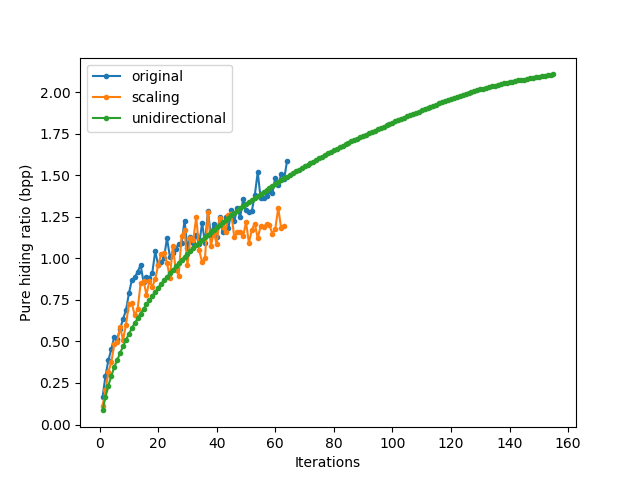 original
scaling
unidirectional
Pure hiding ratio (bpp)
2.00
1.75
1.50
1.25
1.00
0.75
0.50
0.25
0.00
0 20 40 60 80 100 120 140 160
Iterations